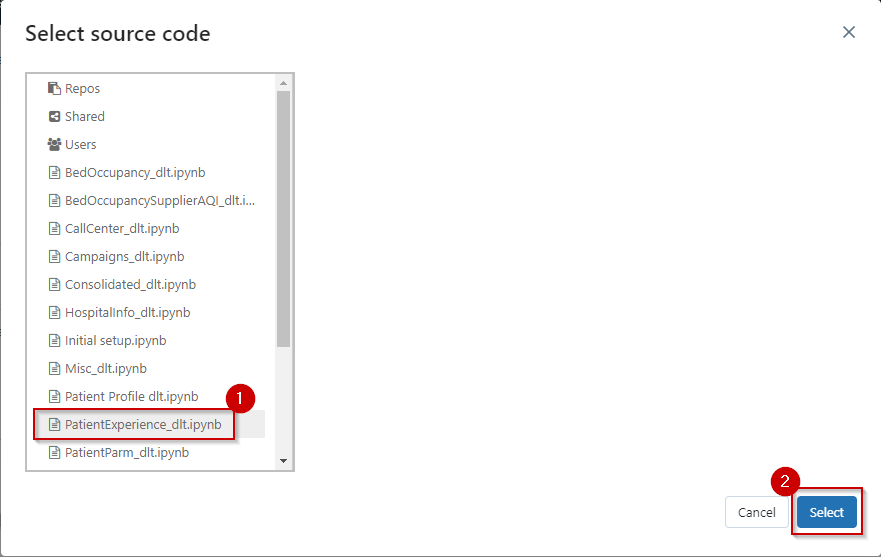 Select source code
Repos
Shared
Users
BedOccupancy_dlt.ipynb
BedOccupancySupplierAQI_dlt.i...
CallCenter_dlt.ipynb
Campaigns_dlt.ipynb
Consolidated_dlt.ipynb
HospitalInfo_dlt.ipynb
Initial setup.ipynb
Misc_dlt.ipynb
Patient Profile dlt.ipynb
1
PatientExperience_dlt.ipynb
PatientParm_dlt.ipynb
2
Cancel Select